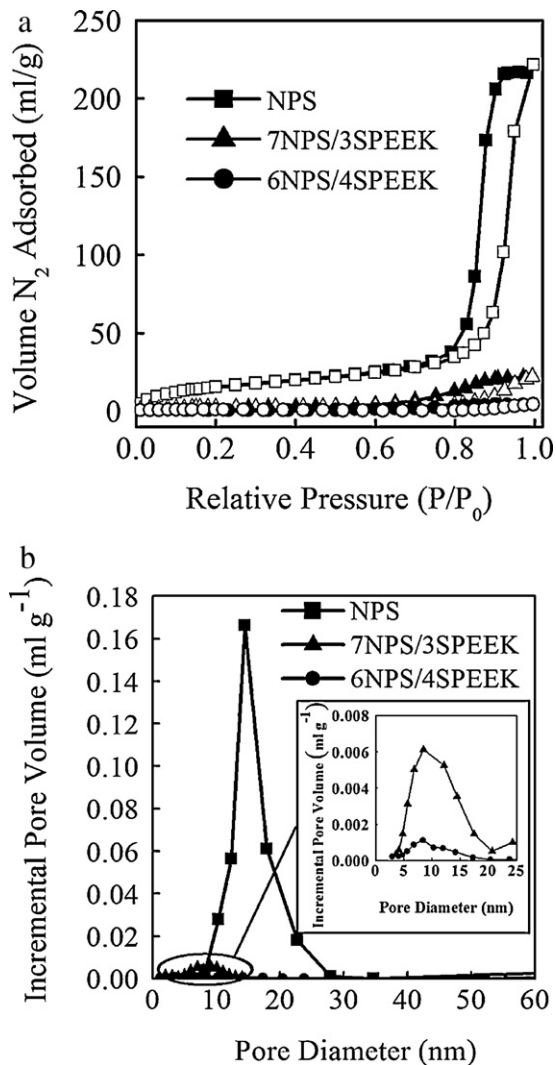 a
Volume N₂ Adsorbed (ml/g)
250
200
150
100
50
0
NPS
7NPS/3SPEEK
6NPS/4SPEEK
0.0 0.2 0.4 0.6 0.8 1.0
Relative Pressure (P/P₀)
b
Incremental Pore Volume (ml g⁻¹)
0.18
0.16
0.14
0.12
0.10
0.08
0.06
0.04
0.02
0.00
NPS
7NPS/3SPEEK
6NPS/4SPEEK
Incremental Pore Volume (ml g⁻¹)
0.008
0.006
0.004
0.002
0.000
0 5 10 15 20 25
Pore Diameter (nm)
0 10 20 30 40 50 60
Pore Diameter (nm)